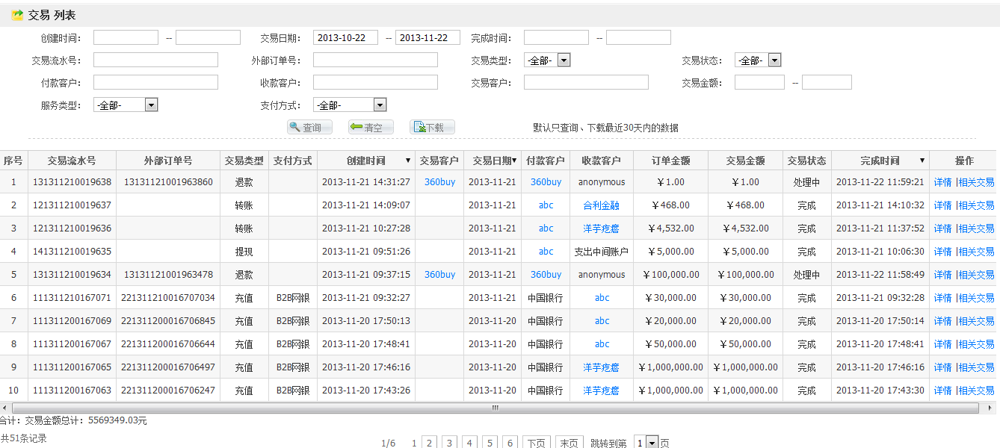 交易 列表
创建时间： -- 交易日期： 2013-10-22 -- 2013-11-22 完成时间： --
交易流水号： 外部订单号： 交易类型： -全部- 交易状态： -全部-
付款客户： 收款客户： 交易客户： 交易金额： --
服务类型： -全部- 支付方式： -全部-
查询 清空 下载 默认只查询、下载最近30天内的数据
序号 交易流水号 外部订单号 交易类型 支付方式 创建时间 ▼ 交易客户 交易日期▼ 付款客户 收款客户 订单金额 交易金额 交易状态 完成时间 ▼ 操作
1 131311210019638 13131121001963860 退款 2013-11-21 14:31:27 360buy 2013-11-21 360buy anonymous ￥1.00 ￥1.00 处理中 2013-11-22 11:59:21 详情 |相关交易
2 121311210019637 转账 2013-11-21 14:09:07 2013-11-21 abc 合利金融 ￥468.00 ￥468.00 完成 2013-11-21 14:10:32 详情 |相关交易
3 121311210019636 转账 2013-11-21 10:27:28 2013-11-21 abc 洋芋疙瘩 ￥4,532.00 ￥4,532.00 完成 2013-11-21 11:37:52 详情 |相关交易
4 141311210019635 提现 2013-11-21 09:51:26 2013-11-21 abc 支出中间账户 ￥5,000.00 ￥5,000.00 完成 2013-11-21 10:06:30 详情 |相关交易
5 131311210019634 13131121001963478 退款 2013-11-21 09:37:15 360buy 2013-11-21 360buy anonymous ￥100,000.00 ￥100,000.00 处理中 2013-11-22 11:58:49 详情 |相关交易
6 111311210167071 221311210016707034 充值 B2B网银 2013-11-21 09:32:27 2013-11-21 中国银行 abc ￥30,000.00 ￥30,000.00 完成 2013-11-21 09:32:28 详情 |相关交易
7 111311200167069 221311200016706845 充值 B2B网银 2013-11-20 17:50:13 2013-11-20 中国银行 abc ￥20,000.00 ￥20,000.00 完成 2013-11-20 17:50:14 详情 |相关交易
8 111311200167067 221311200016706644 充值 B2B网银 2013-11-20 17:48:41 2013-11-20 中国银行 abc ￥50,000.00 ￥50,000.00 完成 2013-11-20 17:48:41 详情 |相关交易
9 111311200167065 221311200016706497 充值 B2B网银 2013-11-20 17:46:16 2013-11-20 中国银行 洋芋疙瘩 ￥1,000,000.00 ￥1,000,000.00 完成 2013-11-20 17:46:16 详情 |相关交易
10 111311200167063 221311200016706247 充值 B2B网银 2013-11-20 17:43:26 2013-11-20 中国银行 洋芋疙瘩 ￥1,000,000.00 ￥1,000,000.00 完成 2013-11-20 17:43:30 详情 |相关交易
合计：交易金额总计：5569349.03元
共51条记录
1/6 1 2 3 4 5 6 下页 末页 跳转到第 1 页